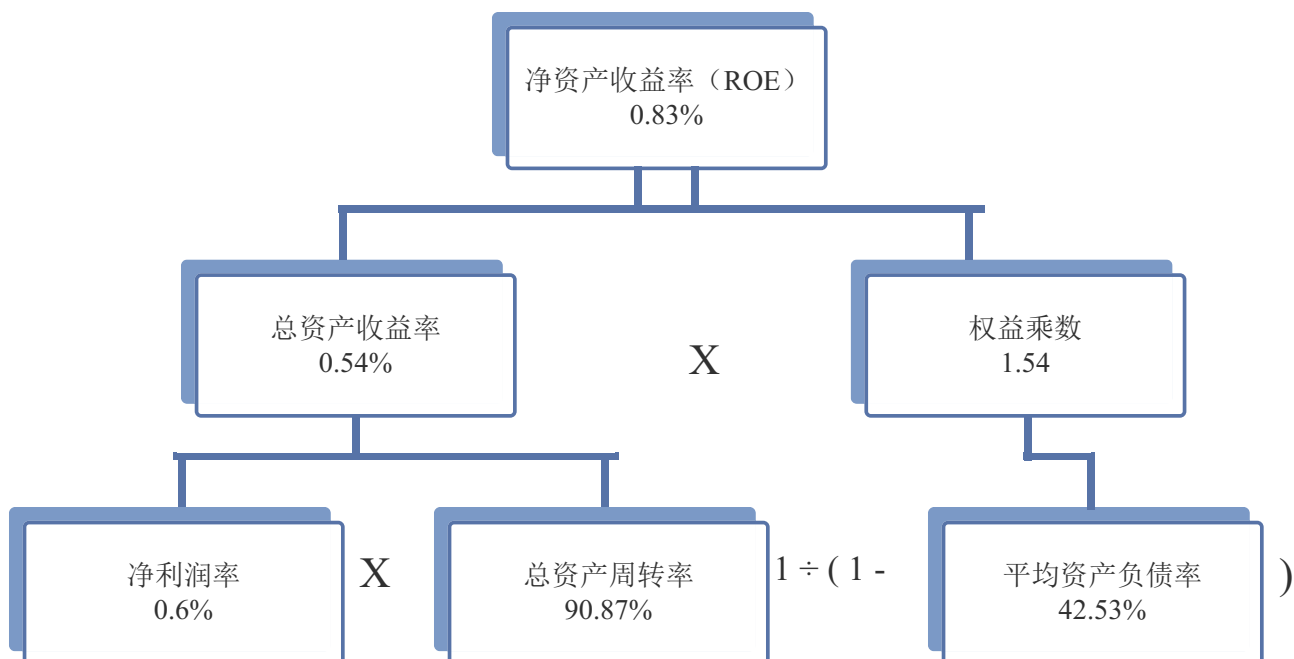 净资产收益率（ROE）
0.83%
总资产收益率
0.54%
X
权益乘数
1.54
净利润率
0.6%
X
总资产周转率
90.87%
1 ÷ ( 1 -
平均资产负债率
42.53%
)